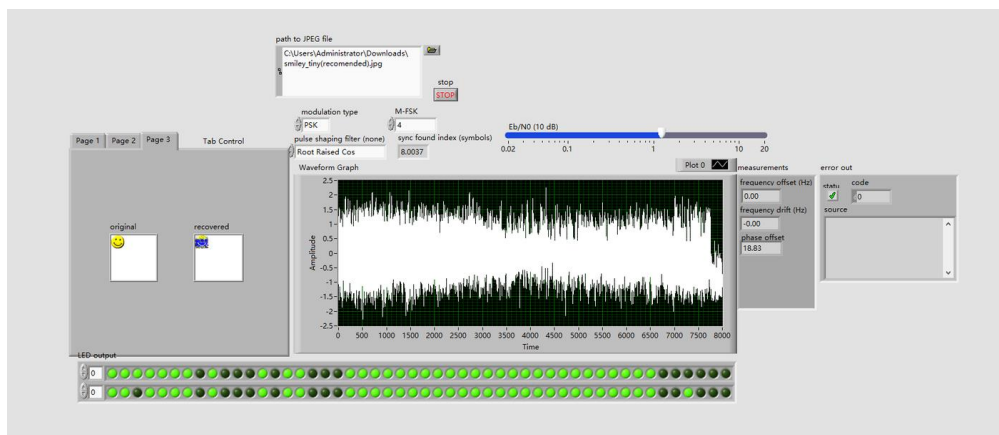 path to JPEG file
C:\Users\Administrator\Downloads\
smiley_tiny(recomended).jpg
stop
STOP
modulation type
M-FSK
PSK
4
Eb/N0 (10 dB)
0.02 0.1 1 10 20
pulse shaping filter (none)
sync found index (symbols)
Root Raised Cos
8.0037
Page 1 Page 2 Page 3 Tab Control
original
recovered
Waveform Graph
Plot 0
Amplitude
2.5
2
1.5
1
0.5
0
-0.5
-1
-1.5
-2
-2.5
0 500 1000 1500 2000 2500 3000 3500 4000 4500 5000 5500 6000 6500 7000 7500 8000
Time
measurements
frequency offset (Hz)
0.00
frequency drift (Hz)
-0.00
phase offset
18.83
error out
statu
code
0
source
LED output
0
0